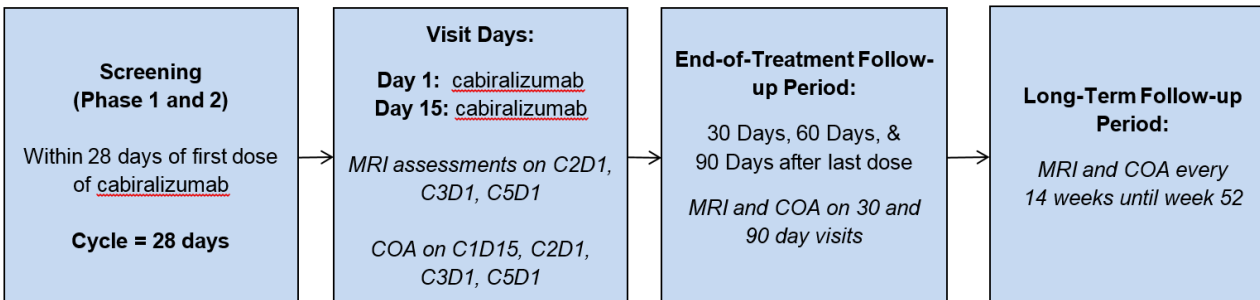 Screening
(Phase 1 and 2)
Within 28 days of first dose
of cabiralizumab
Cycle = 28 days
Visit Days:
Day 1: cabiralizumab
Day 15: cabiralizumab
MRI assessments on C2D1,
C3D1, C5D1
COA on C1D15, C2D1,
C3D1, C5D1
End-of-Treatment Follow-
up Period:
30 Days, 60 Days, &
90 Days after last dose
MRI and COA on 30 and
90 day visits
Long-Term Follow-up
Period:
MRI and COA every
14 weeks until week 52